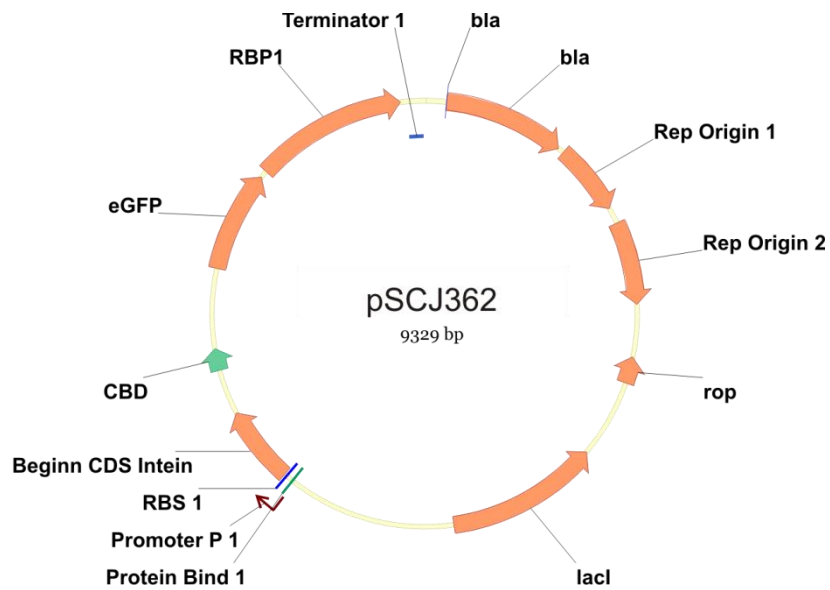 Terminator 1
bla
RBP1
bla
Rep Origin 1
eGFP
Rep Origin 2
pSCJ362
9329 bp
CBD
rop
Beginn CDS Intein
RBS 1
Promoter P 1
Protein Bind 1
lacI